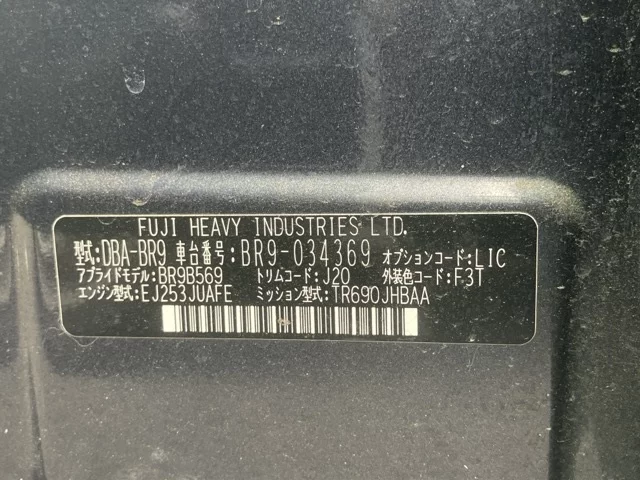 FUJI HEAVY INDUSTRIES LTD.
型式:DBA-BR9 車台番号:BR9-034369 オプションコード:LIC
アプライドモデル:BR9B569 トリムコード:J20 外装色コード:F3T
エンジン型式:EJ253JUAFE ミッション型式:TR690JHBAA